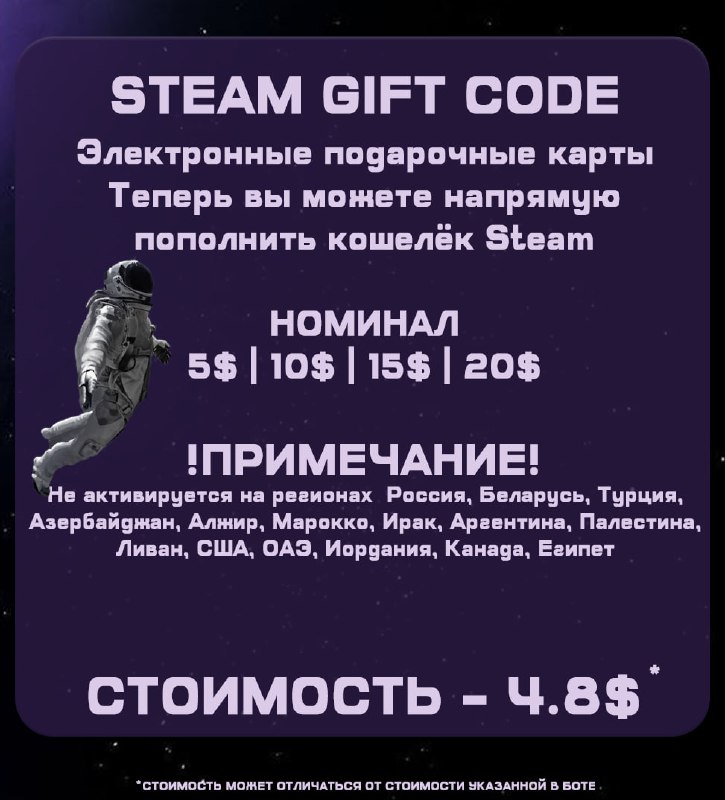 STEAM GIFT CODE
Электронные подарочные карты
Теперь вы можете напрямую
пополнить кошелёк Steam
НОМИНАЛ
5$ | 10$ | 15$ | 20$
!ПРИМЕЧАНИЕ!
Не активируется на регионах Россия, Беларусь, Турция,
Азербайджан, Алжир, Марокко, Ирак, Аргентина, Палестина,
Ливан, США, ОАЭ, Иордания, Канада, Египет
СТОИМОСТЬ - 4.8$*
*СТОИМОСТЬ МОЖЕТ ОТЛИЧАТЬСЯ ОТ СТОИМОСТИ УКАЗАННОЙ В БОТЕ